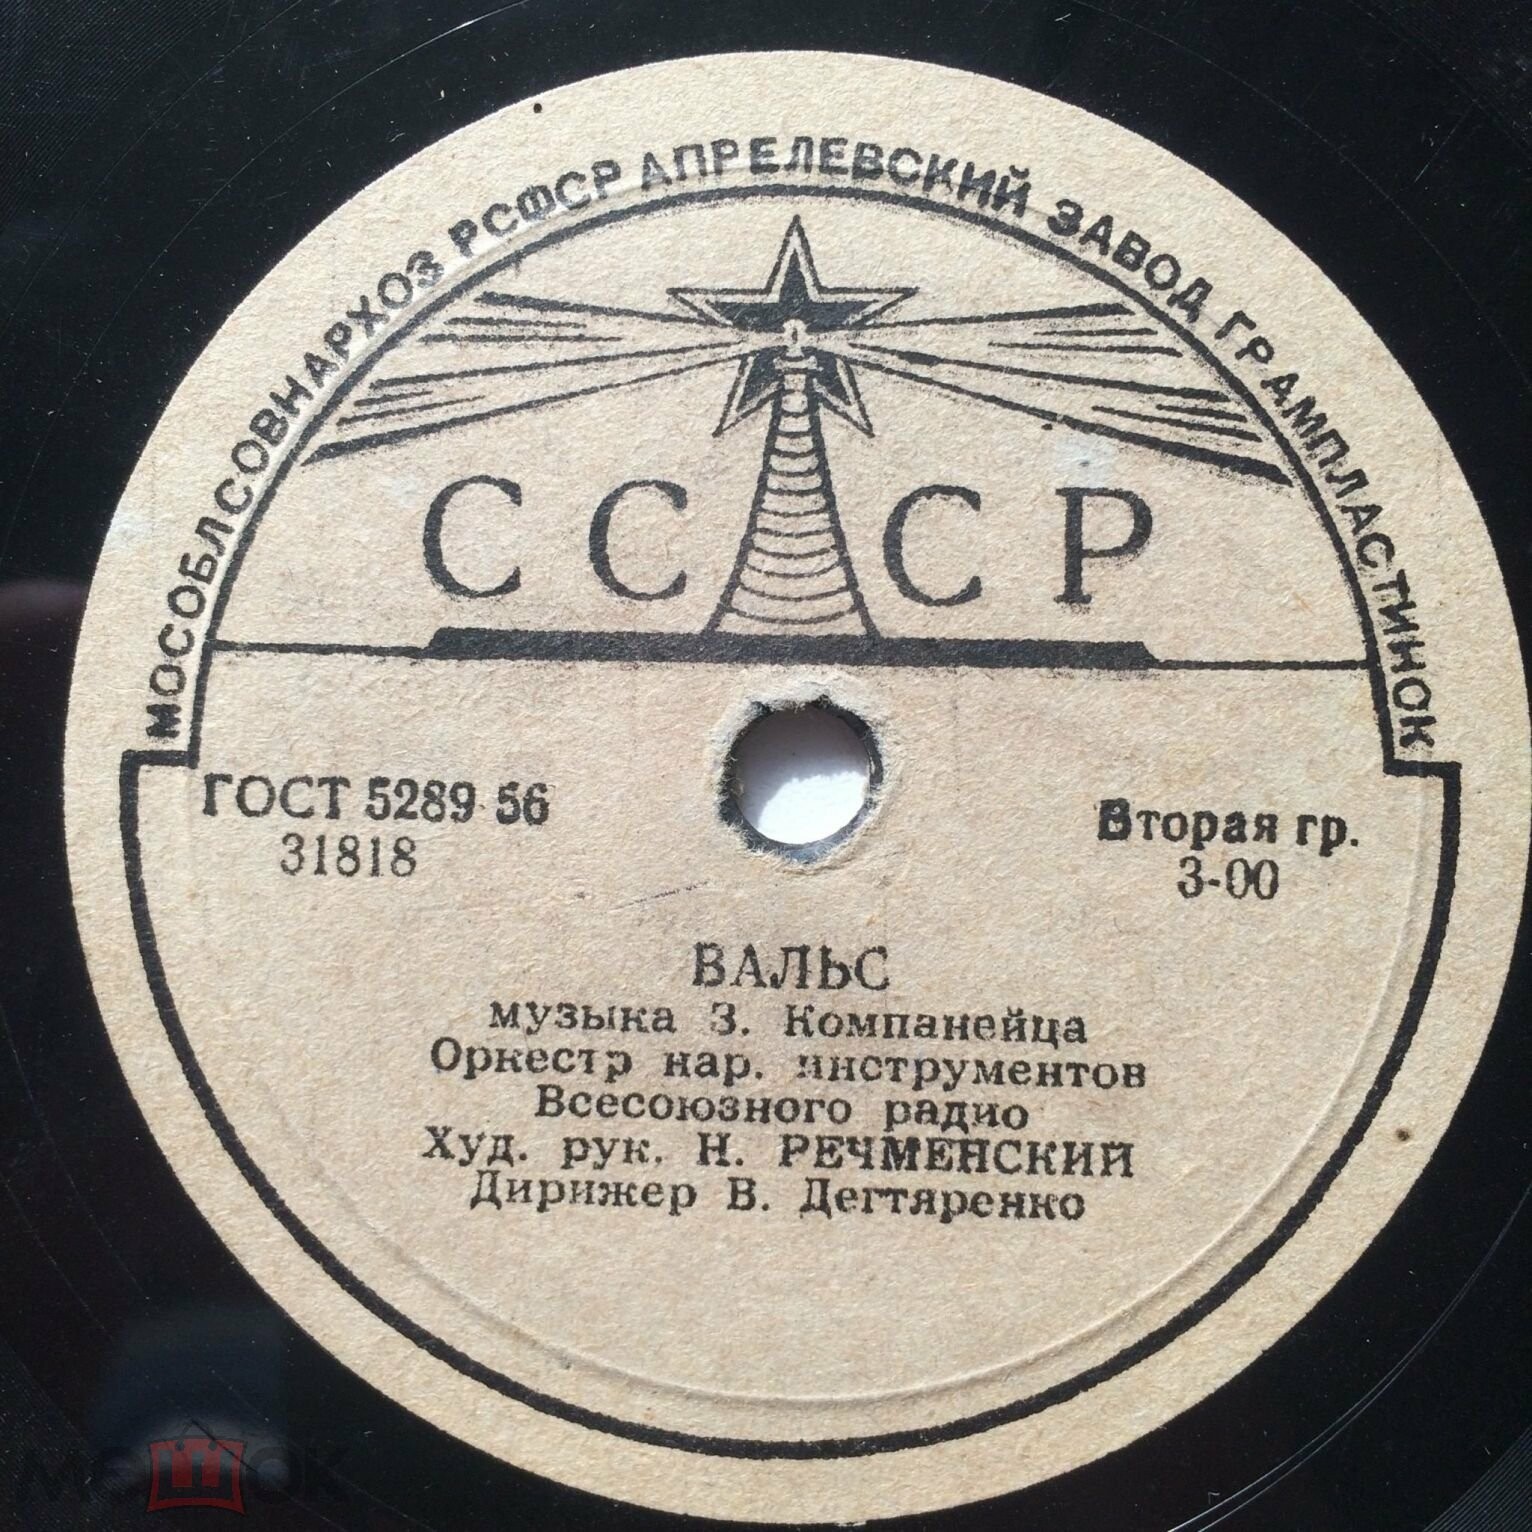 МОСОБЛСОВНАРХОЗ РСФСР АПРЕЛЕВСКИЙ ЗАВОД ГРАМПЛАСТИНОК
СССР
ГОСТ 5289 56
31818
Вторая гр.
3-00
ВАЛЬС
музыка З. Компанейца
Оркестр нар. инструментов
Всесоюзного радио
Худ. рук. Н. РЕЧМЕНСКИЙ
Дирижер В. Дегтяренко
МЕШОК